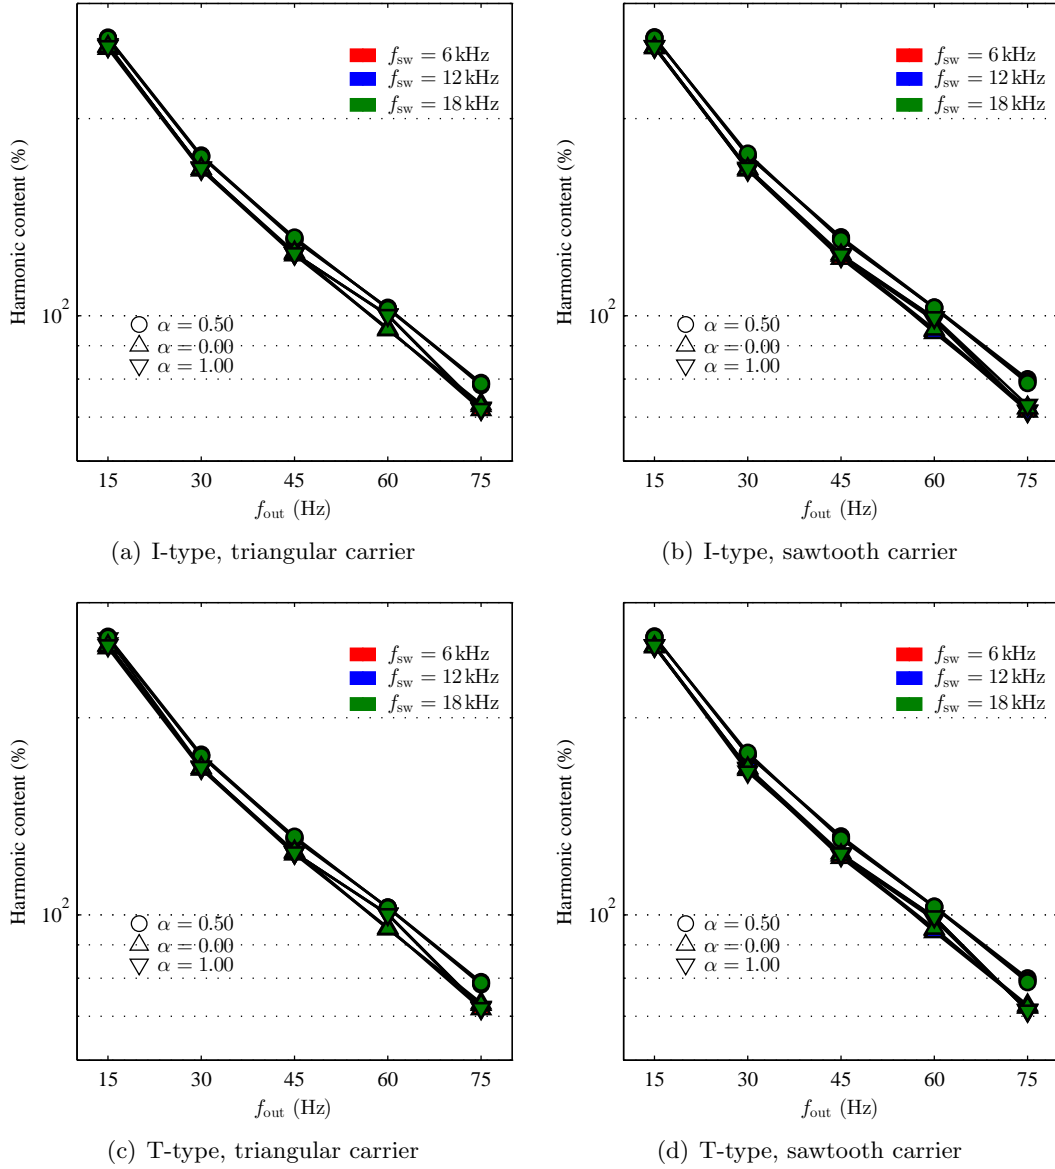 f_sw = 6 kHz
f_sw = 12 kHz
f_sw = 18 kHz
Harmonic content (%)
10^2
α = 0.50
α = 0.00
α = 1.00
15 30 45 60 75
f_out (Hz)
(a) I-type, triangular carrier
f_sw = 6 kHz
f_sw = 12 kHz
f_sw = 18 kHz
Harmonic content (%)
10^2
α = 0.50
α = 0.00
α = 1.00
15 30 45 60 75
f_out (Hz)
(b) I-type, sawtooth carrier
f_sw = 6 kHz
f_sw = 12 kHz
f_sw = 18 kHz
Harmonic content (%)
10^2
α = 0.50
α = 0.00
α = 1.00
15 30 45 60 75
f_out (Hz)
(c) T-type, triangular carrier
f_sw = 6 kHz
f_sw = 12 kHz
f_sw = 18 kHz
Harmonic content (%)
10^2
α = 0.50
α = 0.00
α = 1.00
15 30 45 60 75
f_out (Hz)
(d) T-type, sawtooth carrier